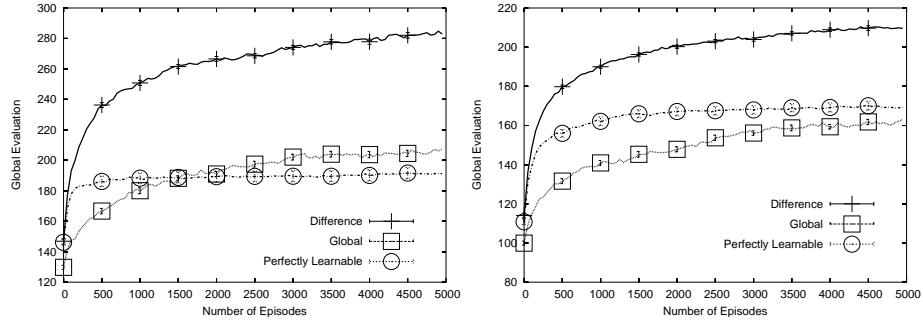 300
280
260
240
220
200
180
160
140
120
Global Evaluation
0 500 1000 1500 2000 2500 3000 3500 4000 4500 5000
Number of Episodes
Difference
Global
Perfectly Learnable
220
200
180
160
140
120
100
80
Global Evaluation
0 500 1000 1500 2000 2500 3000 3500 4000 4500 5000
Number of Episodes
Difference
Global
Perfectly Learnable